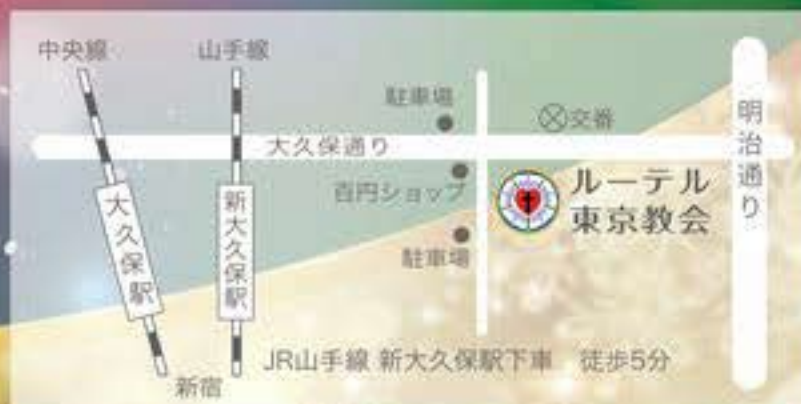 中央線
山手線
駐車場
交番
明治通り
大久保通り
百円ショップ
ルーテル
東京教会
大久保駅
新大久保駅
駐車場
JR山手線 新大久保駅下車　徒歩5分
新宿